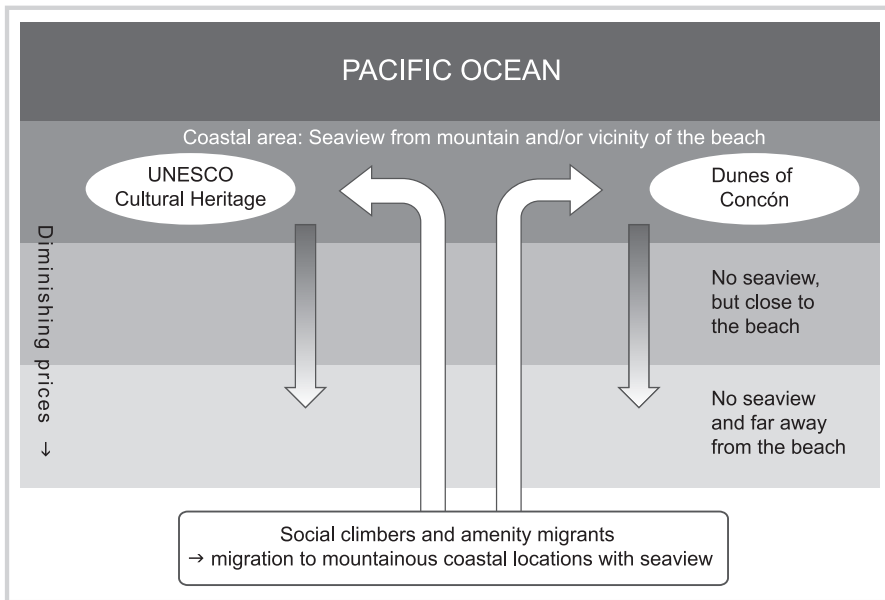 PACIFIC OCEAN
Coastal area: Seaview from mountain and/or vicinity of the beach
UNESCO
Cultural Heritage
Dunes of
Concón
Diminishing prices →
No seaview,
but close to
the beach
No seaview
and far away
from the beach
Social climbers and amenity migrants
→ migration to mountainous coastal locations with seaview